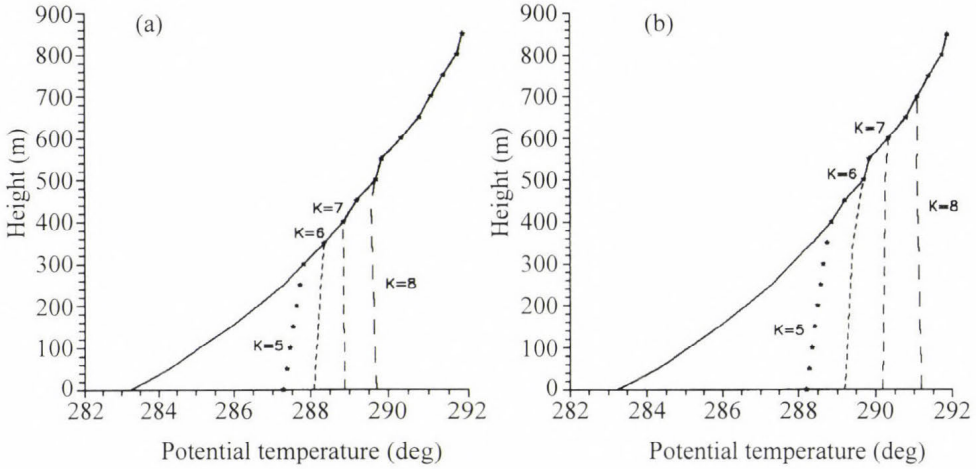 (a)
900
800
700
600
500
400
300
200
100
0
Height (m)
K=5
K=6
K=7
K=8
282 284 286 288 290 292
Potential temperature (deg)
(b)
900
800
700
600
500
400
300
200
100
0
Height (m)
K=5
K=6
K=7
K=8
282 284 286 288 290 292
Potential temperature (deg)